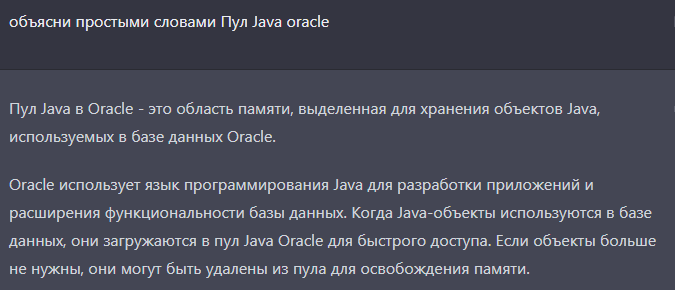 объясни простыми словами Пул Java oracle
Пул Java в Oracle - это область памяти, выделенная для хранения объектов Java,
используемых в базе данных Oracle.
Oracle использует язык программирования Java для разработки приложений и
расширения функциональности базы данных. Когда Java-объекты используются в базе
данных, они загружаются в пул Java Oracle для быстрого доступа. Если объекты больше
не нужны, они могут быть удалены из пула для освобождения памяти.